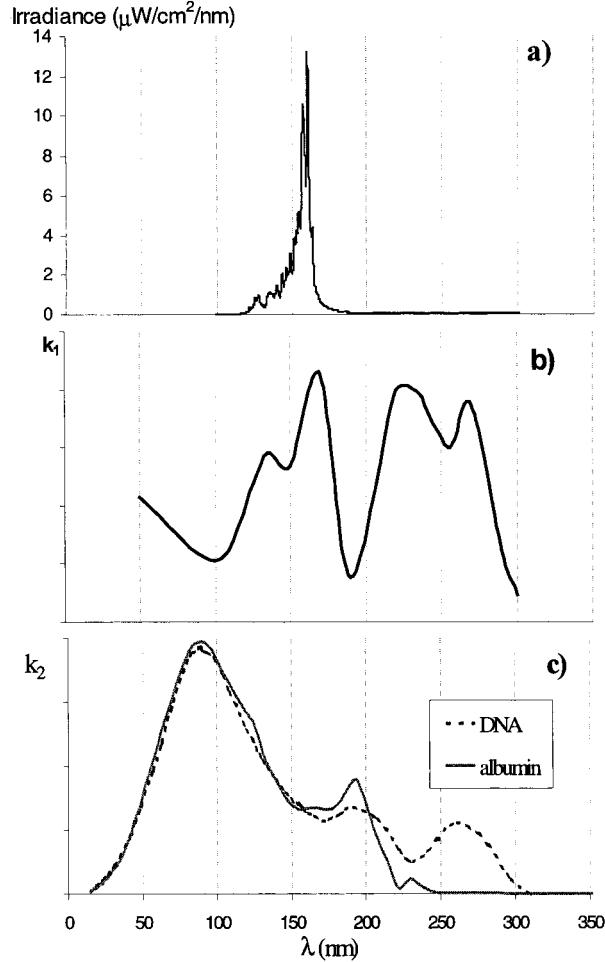 Irradiance (μW/cm²/nm)
a)
14
12
10
8
6
4
2
0
k₁
b)
k₂
c)
DNA
albumin
0 50 100 150 200 250 300 350
λ (nm)